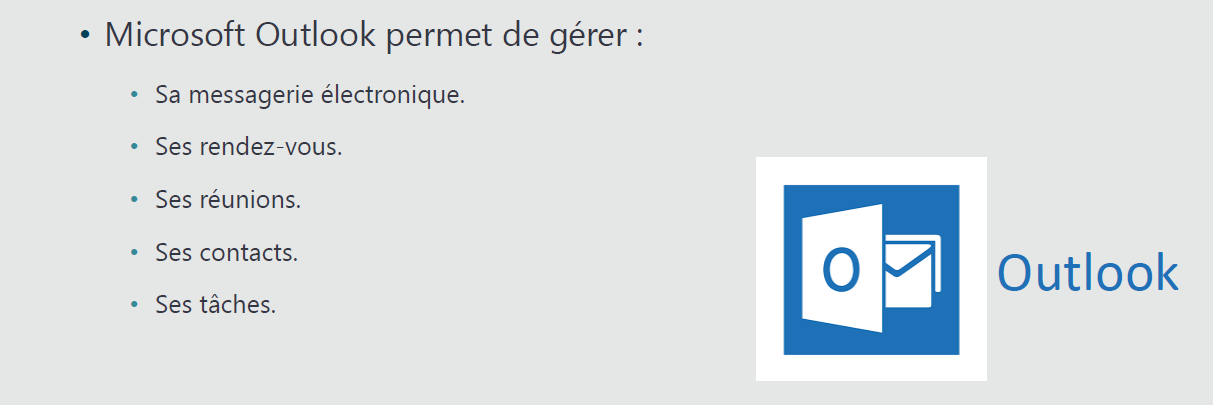 • Microsoft Outlook permet de gérer :
• Sa messagerie électronique.
• Ses rendez-vous.
• Ses réunions.
• Ses contacts.
• Ses tâches.
O
Outlook